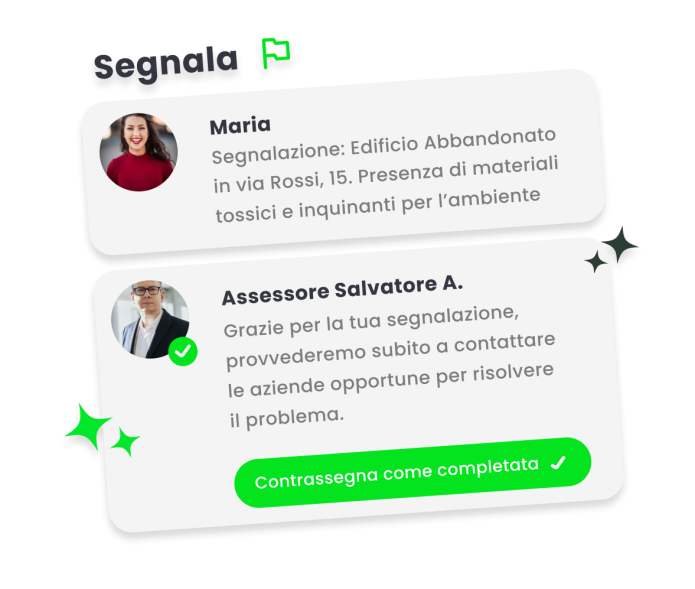 Segnala
Maria
Segnalazione: Edificio Abbandonato
in via Rossi, 15. Presenza di materiali
tossici e inquinanti per l’ambiente
Assessore Salvatore A.
Grazie per la tua segnalazione,
provvederemo subito a contattare
le aziende opportune per risolvere
il problema.
Contrassegna come completata